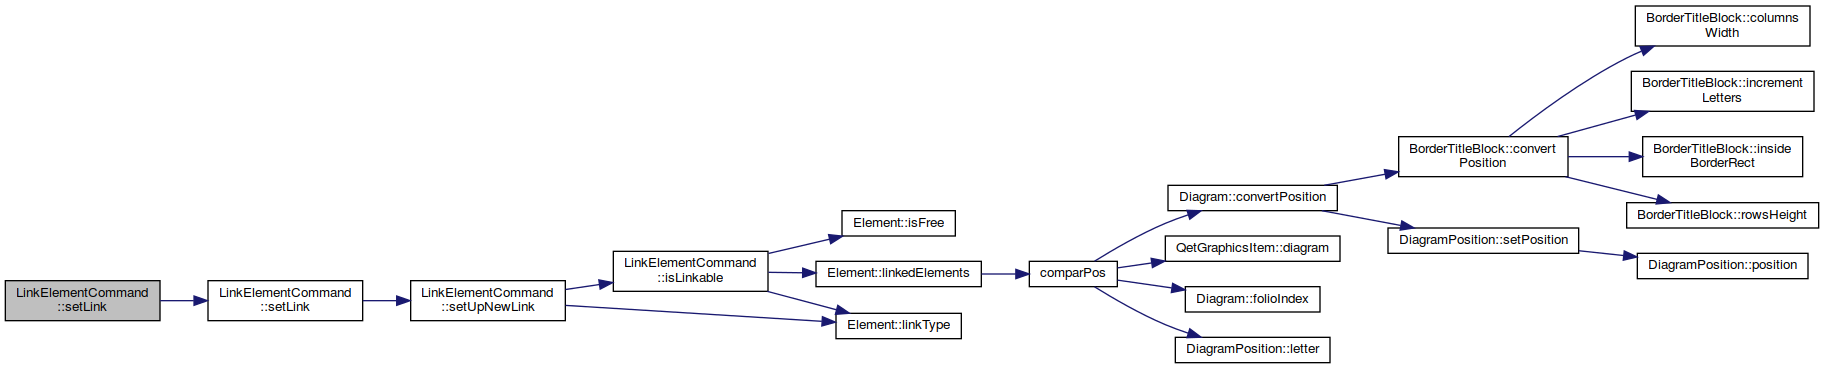 LinkElementCommand
::setLink
LinkElementCommand
::setLink
LinkElementCommand
::setUpNewLink
LinkElementCommand
::isLinkable
Element::isFree
Element::linkedElements
Element::linkType
comparPos
Diagram::convertPosition
QetGraphicsItem::diagram
Diagram::folioIndex
DiagramPosition::letter
BorderTitleBlock::convert
Position
DiagramPosition::setPosition
BorderTitleBlock::columns
Width
BorderTitleBlock::increment
Letters
BorderTitleBlock::inside
BorderRect
BorderTitleBlock::rowsHeight
DiagramPosition::position